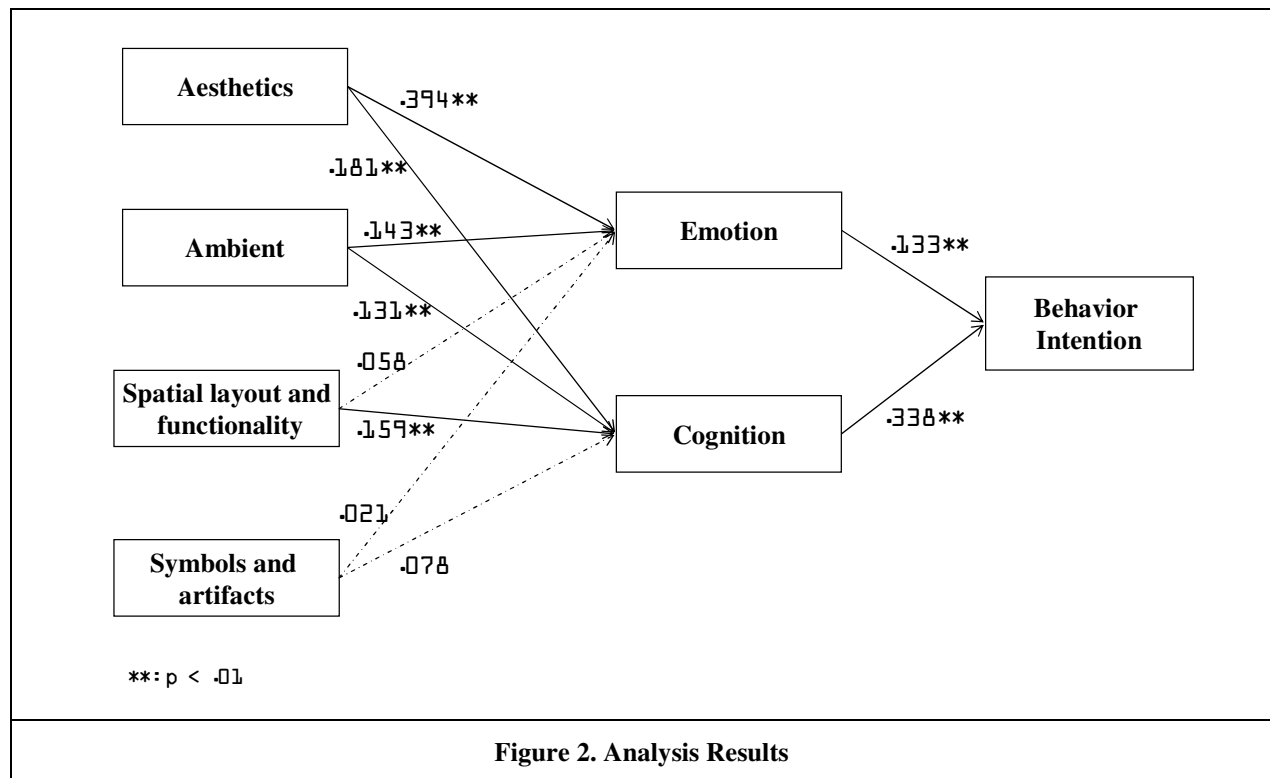 Aesthetics
.394**
.181**
Ambient
.143**
Emotion
.133**
.131**
Behavior
Intention
.058
Spatial layout and
functionality
.159**
Cognition
.338**
.021
Symbols and
artifacts
.078
**: p < .01
Figure 2. Analysis Results